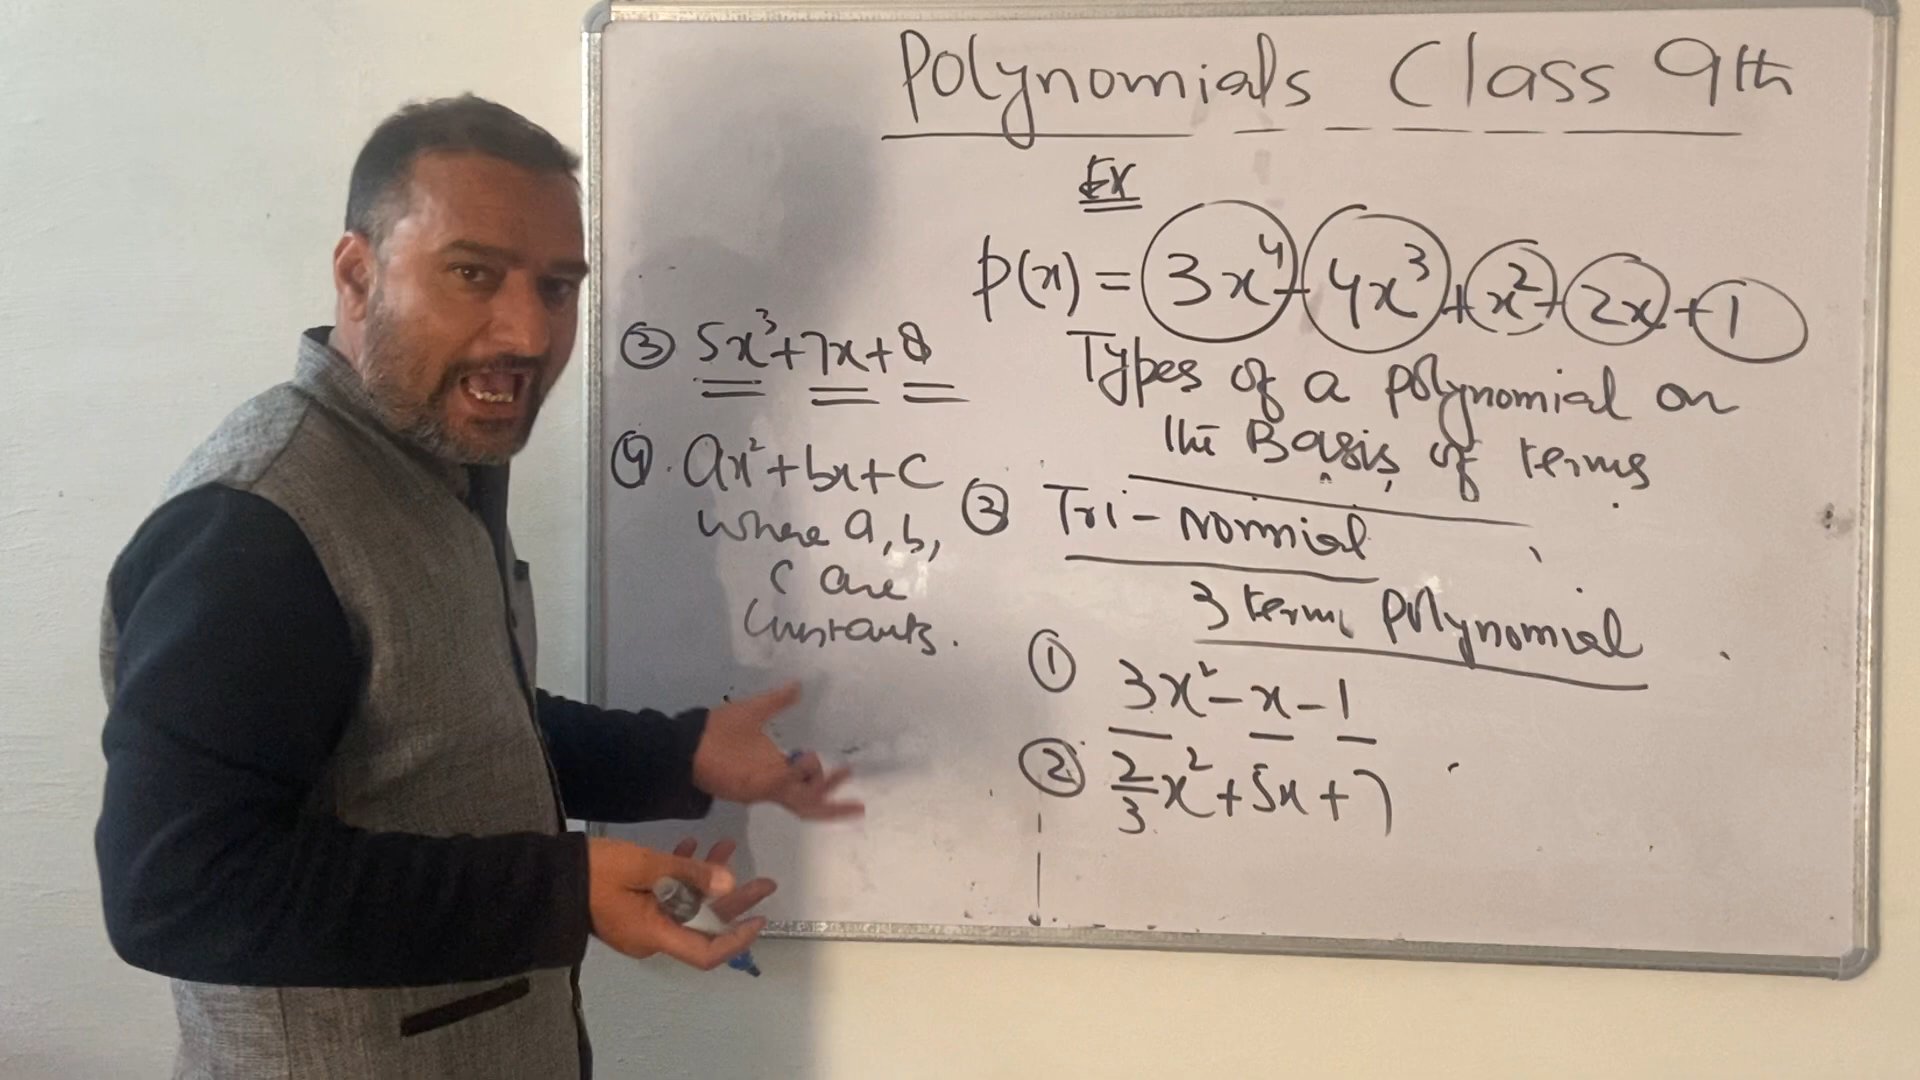 Polynomials Class 9th
Ex
p(x) = 3x⁴ - 4x³ + x² - 2x + 1
Types of a polynomial on
the Basis of terms
③ Tri-nomial
3 term polynomial
① 3x² - x - 1
② 2/3 x² + 5x + 7
③ 5x³ + 7x + 8
④ ax² + bx + c
where a, b,
c are
Constants.